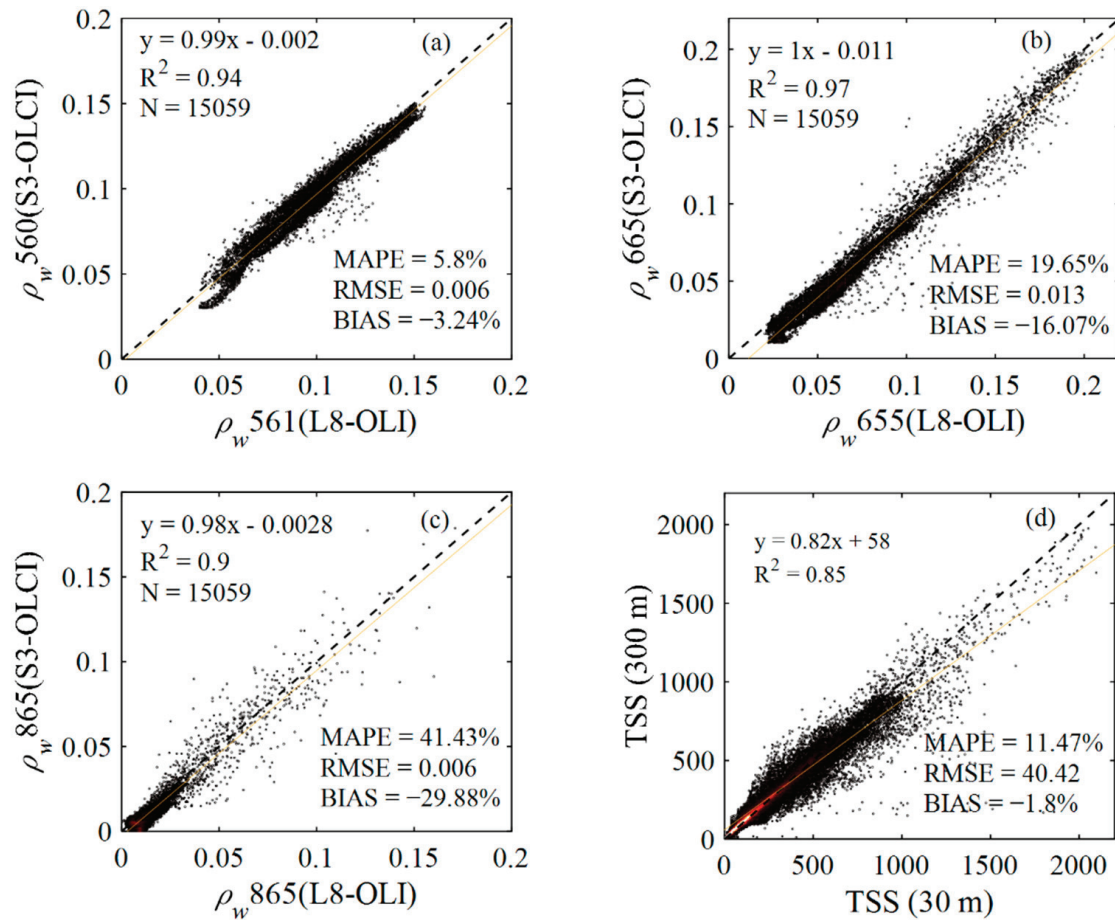 (a)
y = 0.99x - 0.002
R² = 0.94
N = 15059
MAPE = 5.8%
RMSE = 0.006
BIAS = −3.24%
0.2
0.15
0.1
0.05
0
0 0.05 0.1 0.15 0.2
ρw560(S3-OLCI)
ρw561(L8-OLI)
(b)
y = 1x - 0.011
R² = 0.97
N = 15059
MAPE = 19.65%
RMSE = 0.013
BIAS = −16.07%
0.2
0.15
0.1
0.05
0
0 0.05 0.1 0.15 0.2
ρw665(S3-OLCI)
ρw655(L8-OLI)
(c)
y = 0.98x - 0.0028
R² = 0.9
N = 15059
MAPE = 41.43%
RMSE = 0.006
BIAS = −29.88%
0.2
0.15
0.1
0.05
0
0 0.05 0.1 0.15 0.2
ρw865(S3-OLCI)
ρw865(L8-OLI)
(d)
y = 0.82x + 58
R² = 0.85
MAPE = 11.47%
RMSE = 40.42
BIAS = −1.8%
2000
1500
1000
500
0
0 500 1000 1500 2000
TSS (300 m)
TSS (30 m)